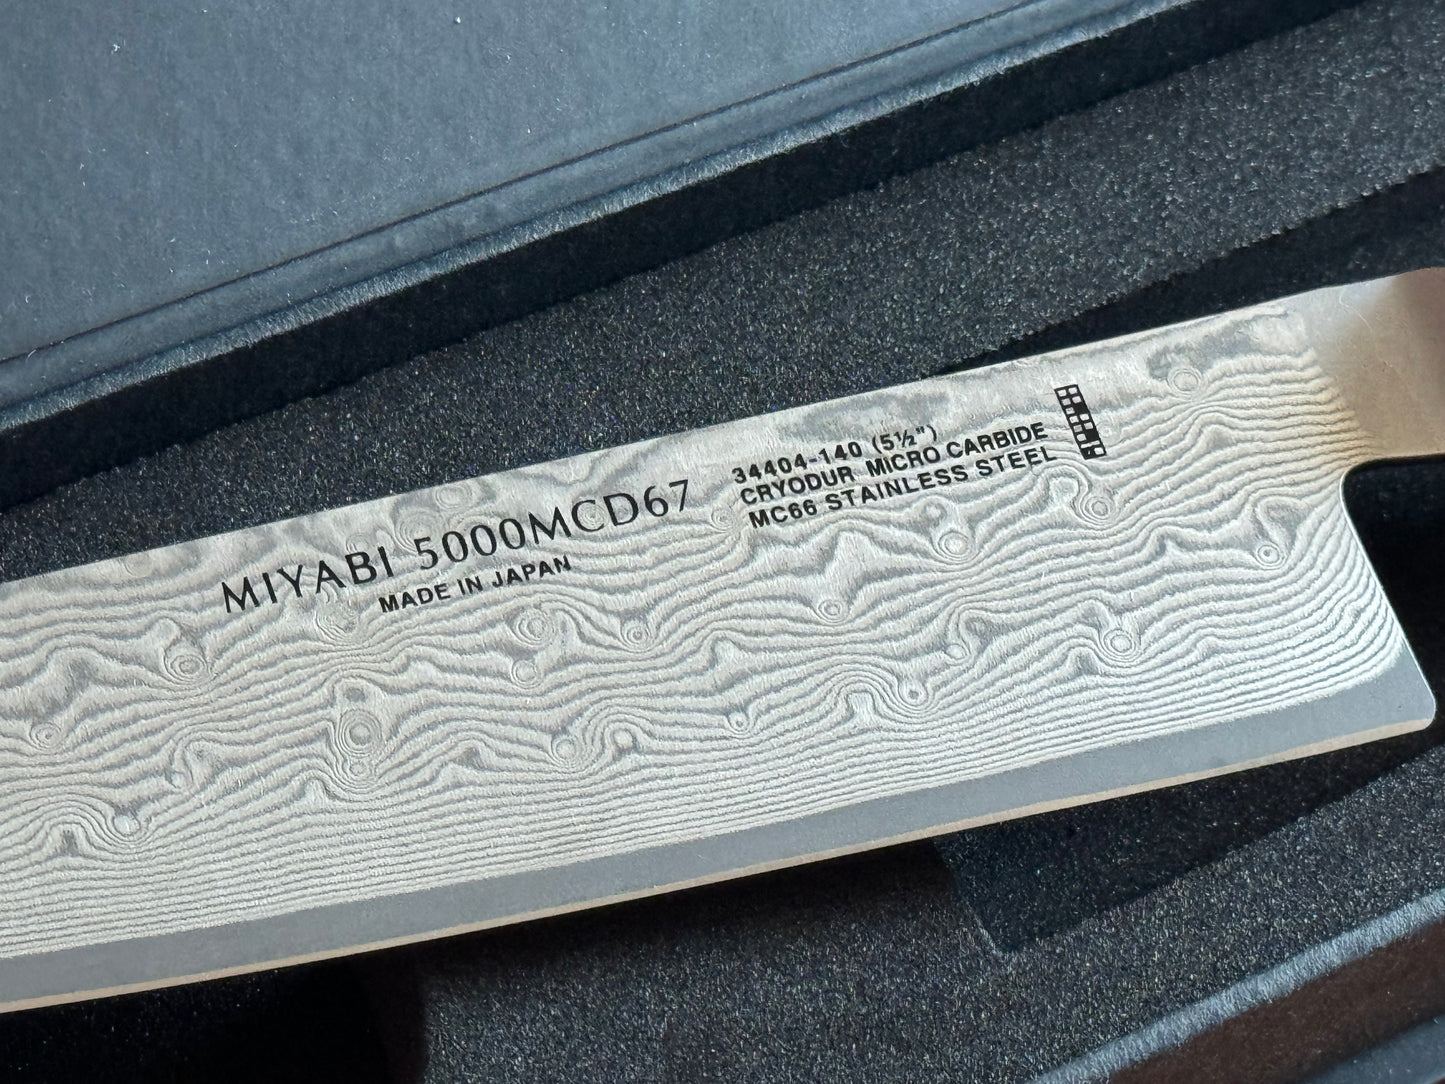 MIYABI 5000MCD67
MADE IN JAPAN
34404-140 (5½")
CRYODUR MICRO CARBIDE
MC66 STAINLESS STEEL